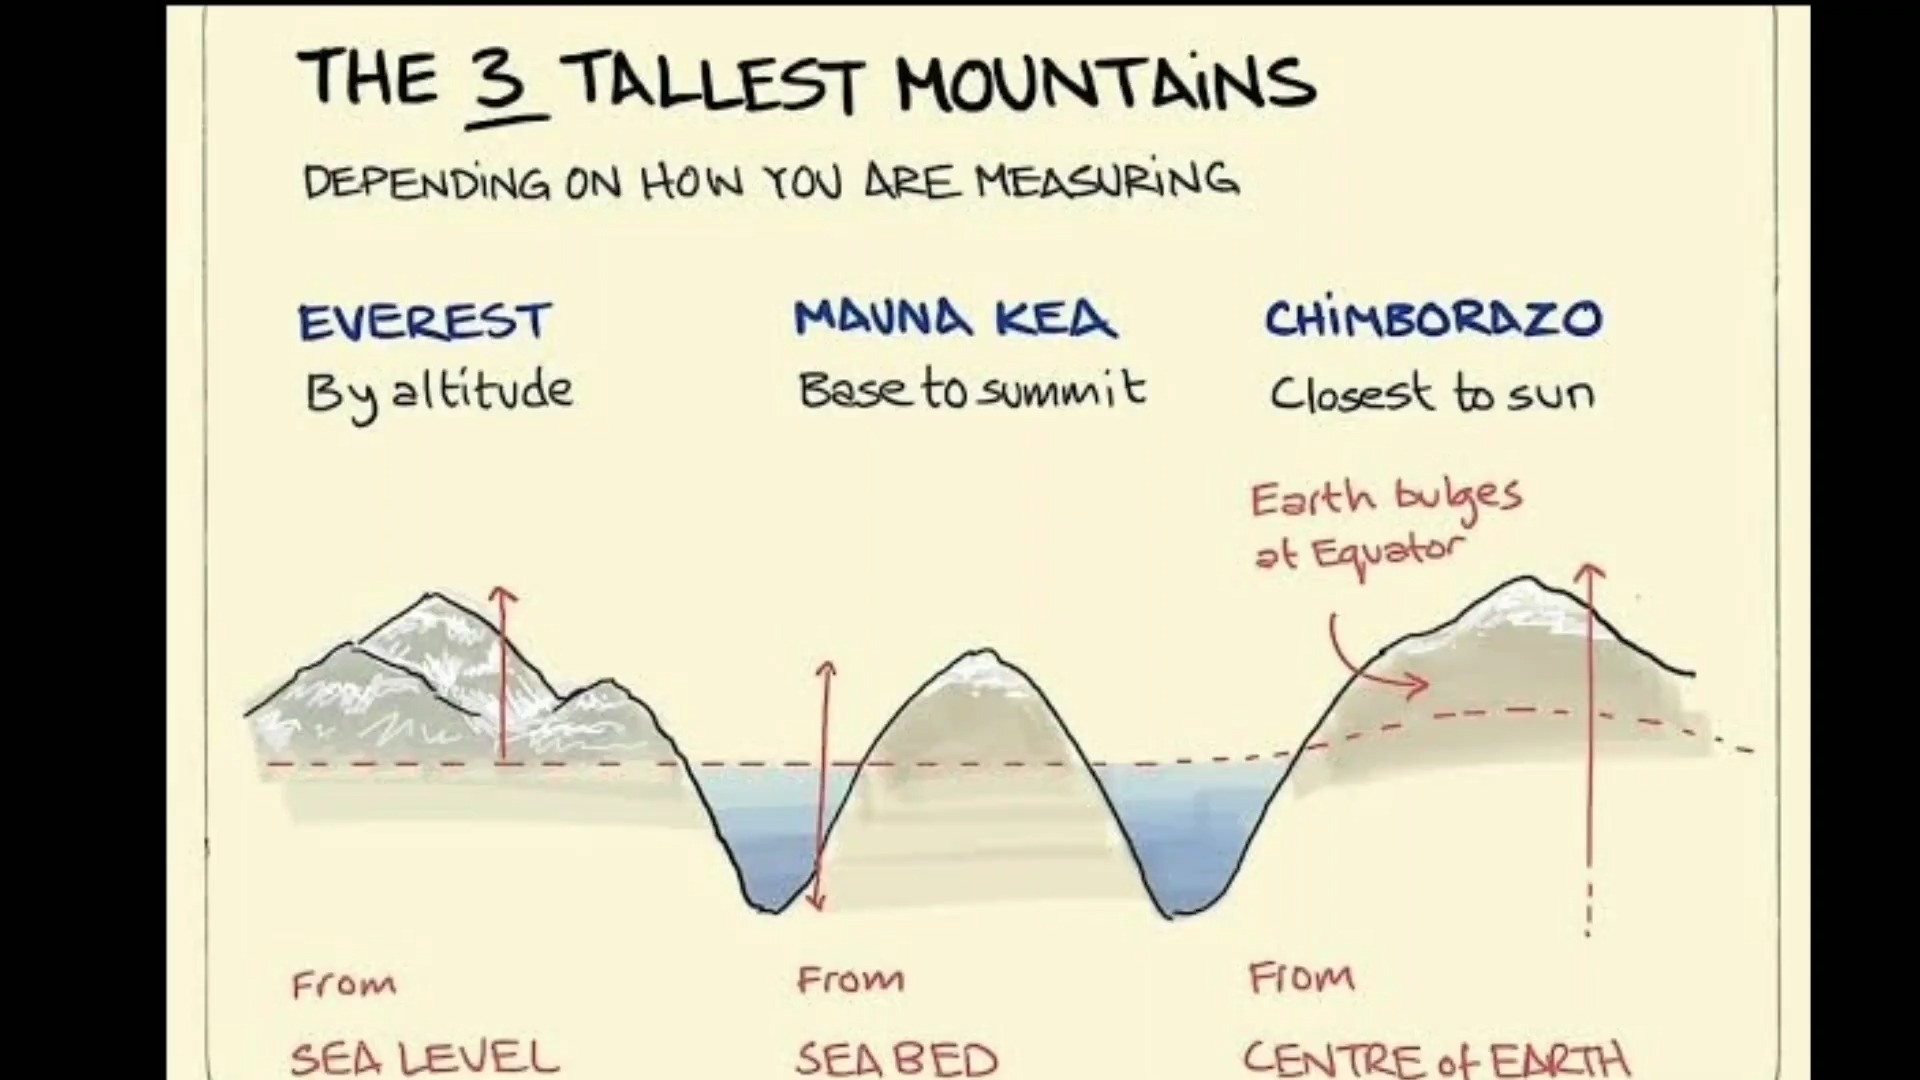 THE 3 TALLEST MOUNTAINS
DEPENDING ON HOW YOU ARE MEASURING
EVEREST
By altitude
MAUNA KEA
Base to summit
CHIMBORAZO
Closest to sun
Earth bulges
at Equator
From
SEA LEVEL
From
SEA BED
From
CENTRE of EARTH